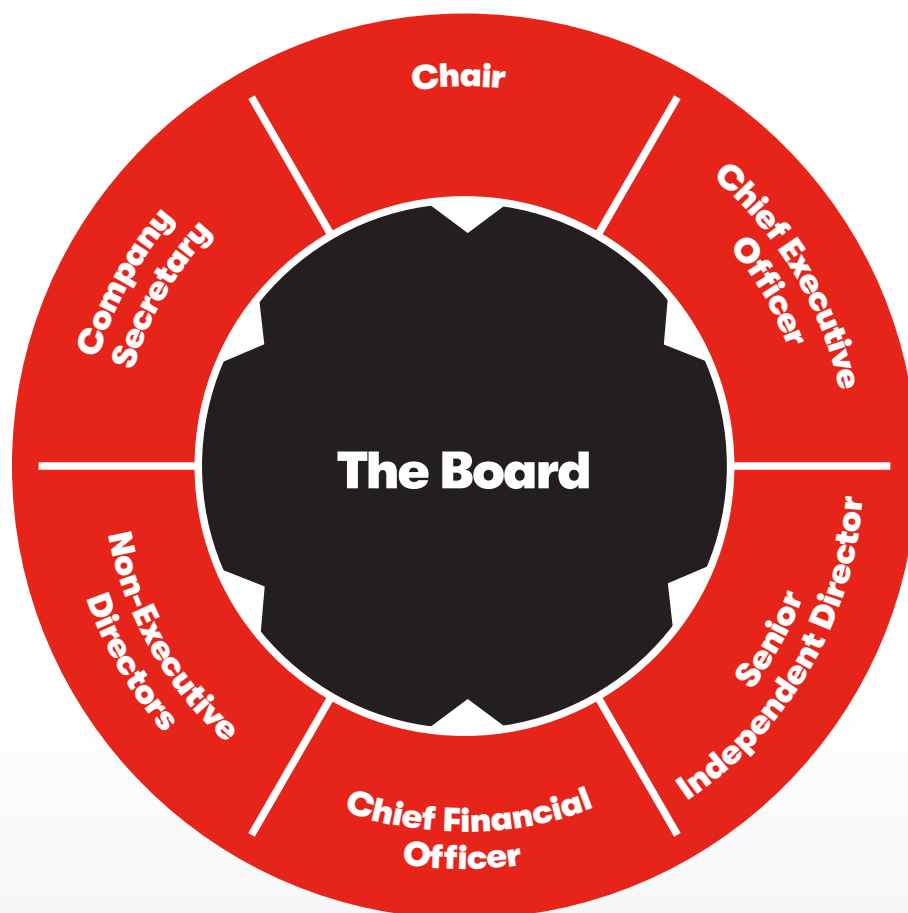 Chair
Chief Executive
Officer
Senior
Independent Director
Chief Financial
Officer
Non-Executive
Directors
Company
Secretary
The Board